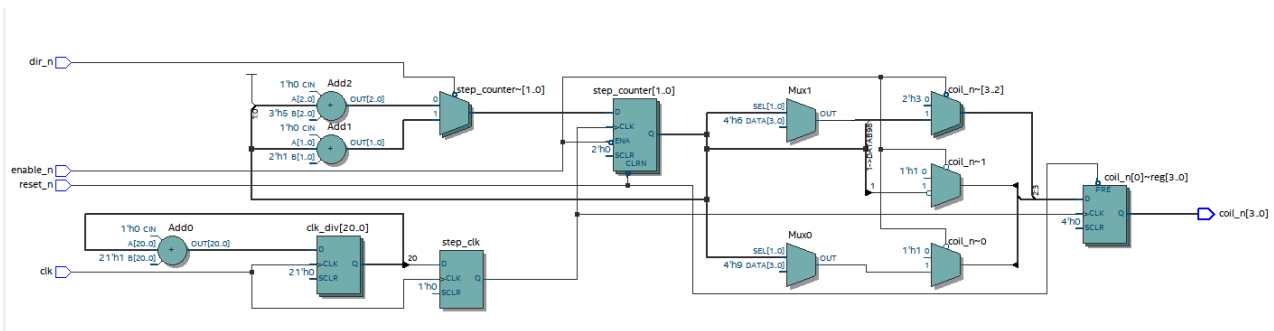 dir_n
1'h0 CIN
Add2
A[2..0]
OUT[2..0]
3'h5 B[2..0]
+
1:0
1'h0 CIN
Add1
A[1..0]
OUT[1..0]
2'h1 B[1..0]
+
step_counter~[1..0]
0
1
step_counter[1..0]
D
CLK
Q
ENA
2'h0
SCLR
CLRN
enable_n
reset_n
Mux1
SEL[1..0]
OUT
4'h6 DATA[3..0]
coil_n~[3..2]
2'h3 0
1
coil_n~1
1'h1 0
1
1
2:3
coil_n[0]~reg[3..0]
PRE
D
CLK
Q
4'h0
SCLR
coil_n[3..0]
Mux0
SEL[1..0]
OUT
4'h9 DATA[3..0]
coil_n~0
1'h1 0
1
Add0
1'h0 CIN
A[20..0]
OUT[20..0]
21'h1 B[20..0]
+
clk_div[20..0]
D
CLK
Q
21'h0
SCLR
20
step_clk
D
CLK
Q
1'h0
SCLR
clk